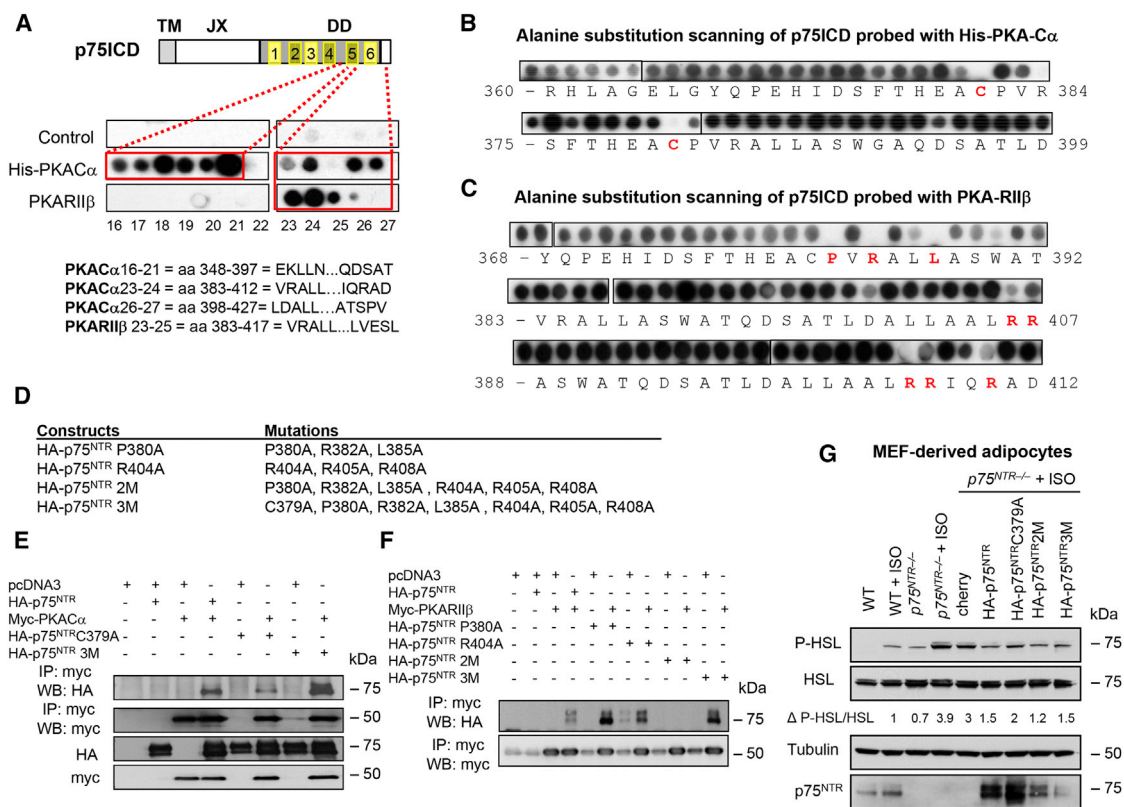 A
TM JX DD
p75ICD
1 2 3 4 5 6
Control
His-PKACα
PKARIIβ
16 17 18 19 20 21 22 23 24 25 26 27
PKACα16-21 = aa 348-397 = EKLLN...QDSAT
PKACα23-24 = aa 383-412 = VRALL...IQRAD
PKACα26-27 = aa 398-427= LDALL...ATSPV
PKARIIβ 23-25 = aa 383-417 = VRALL...LVESL
B
Alanine substitution scanning of p75ICD probed with His-PKA-Cα
360 – R H L A G E L G Y Q P E H I D S F T H E A C P V R 384
375 – S F T H E A C P V R A L L A S W G A Q D S A T L D 399
C
Alanine substitution scanning of p75ICD probed with PKA-RIIβ
368 – Y Q P E H I D S F T H E A C P V R A L L A S W A T 392
383 – V R A L L A S W A T Q D S A T L D A L L A A L R R 407
388 – A S W A T Q D S A T L D A L L A A L R R I Q R A D 412
D
Constructs Mutations
HA-p75NTR P380A P380A, R382A, L385A
HA-p75NTR R404A R404A, R405A, R408A
HA-p75NTR 2M P380A, R382A, L385A , R404A, R405A, R408A
HA-p75NTR 3M C379A, P380A, R382A, L385A , R404A, R405A, R408A
E
pcDNA3 + + + - + - + -
HA-p75NTR - + - + - - - -
Myc-PKACα - - + + - + - +
HA-p75NTRC379A - - - - + + - -
HA-p75NTR 3M - - - - - - + +
kDa
IP: myc
WB: HA
– 75
IP: myc
WB: myc
– 50
HA
– 75
myc
– 50
F
pcDNA3 + + + - + - + - + - + -
HA-p75NTR - + - + - - - - - - - -
Myc-PKARIIβ - - + + - + - + - + - +
HA-p75NTR P380A - - - - + + - - - - - -
HA-p75NTR R404A - - - - - - + + - - - -
HA-p75NTR 2M - - - - - - - - + + - -
HA-p75NTR 3M - - - - - - - - - - + +
kDa
IP: myc
WB: HA
– 75
IP: myc
WB: myc
– 50
G
MEF-derived adipocytes
p75NTR–/– + ISO
WT
WT + ISO
p75NTR–/–
p75NTR–/– + ISO
cherry
HA-p75NTR
HA-p75NTRC379A
HA-p75NTR2M
HA-p75NTR3M
kDa
P-HSL – 75
HSL – 75
Δ P-HSL/HSL 1 0.7 3.9 3 1.5 2 1.2 1.5
Tubulin – 50
p75NTR – 75